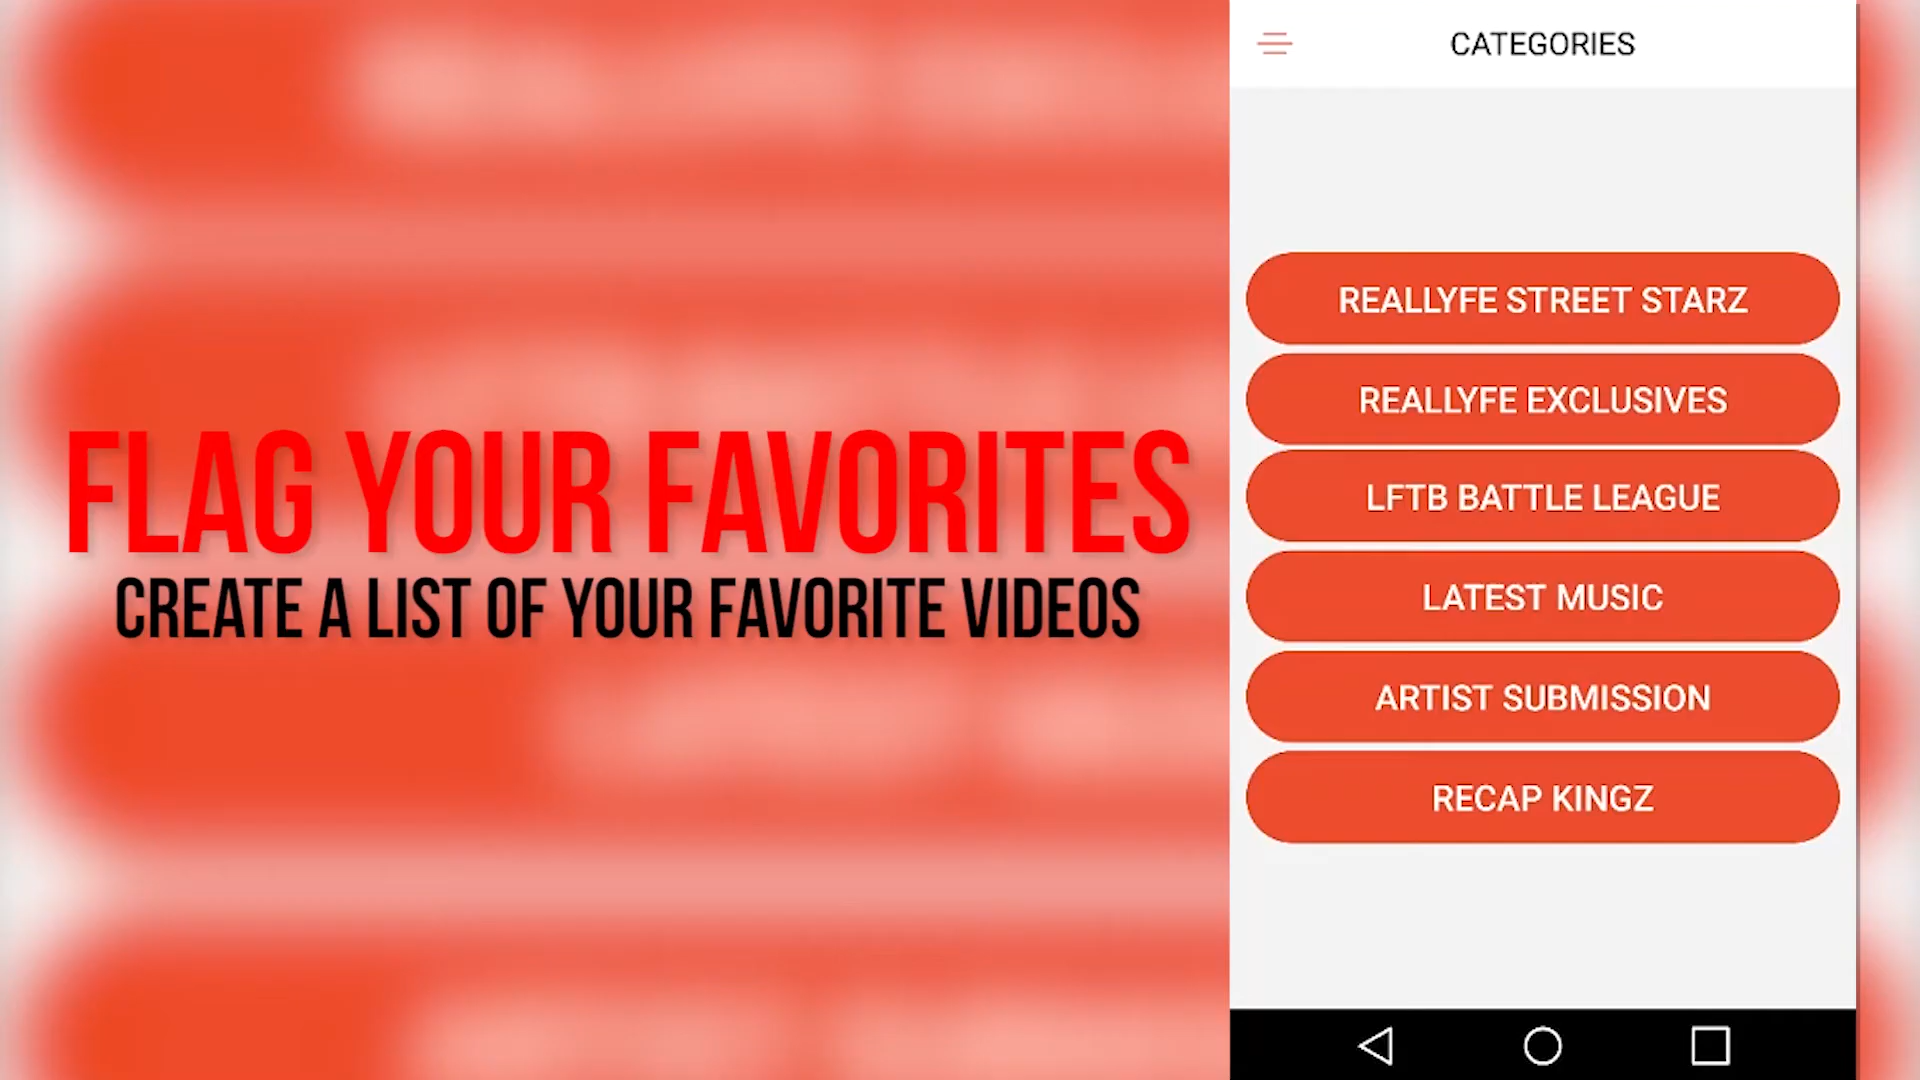 FLAG YOUR FAVORITES
CREATE A LIST OF YOUR FAVORITE VIDEOS
CATEGORIES
REALLYFE STREET STARZ
REALLYFE EXCLUSIVES
LFTB BATTLE LEAGUE
LATEST MUSIC
ARTIST SUBMISSION
RECAP KINGZ